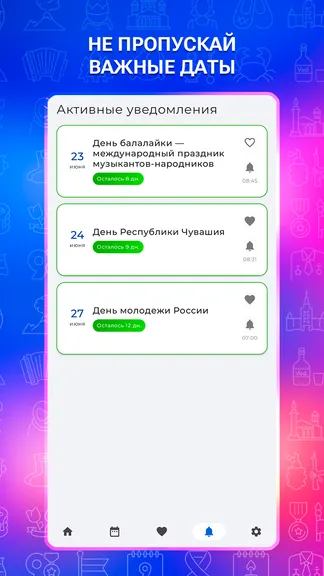 НЕ ПРОПУСКАЙ
ВАЖНЫЕ ДАТЫ
Активные уведомления
23
июня
День балалайки —
международный праздник
музыкантов-народников
Осталось 8 дн.
08:45
24
июня
День Республики Чувашия
Осталось 9 дн.
08:31
27
июня
День молодежи России
Осталось 12 дн.
07:00